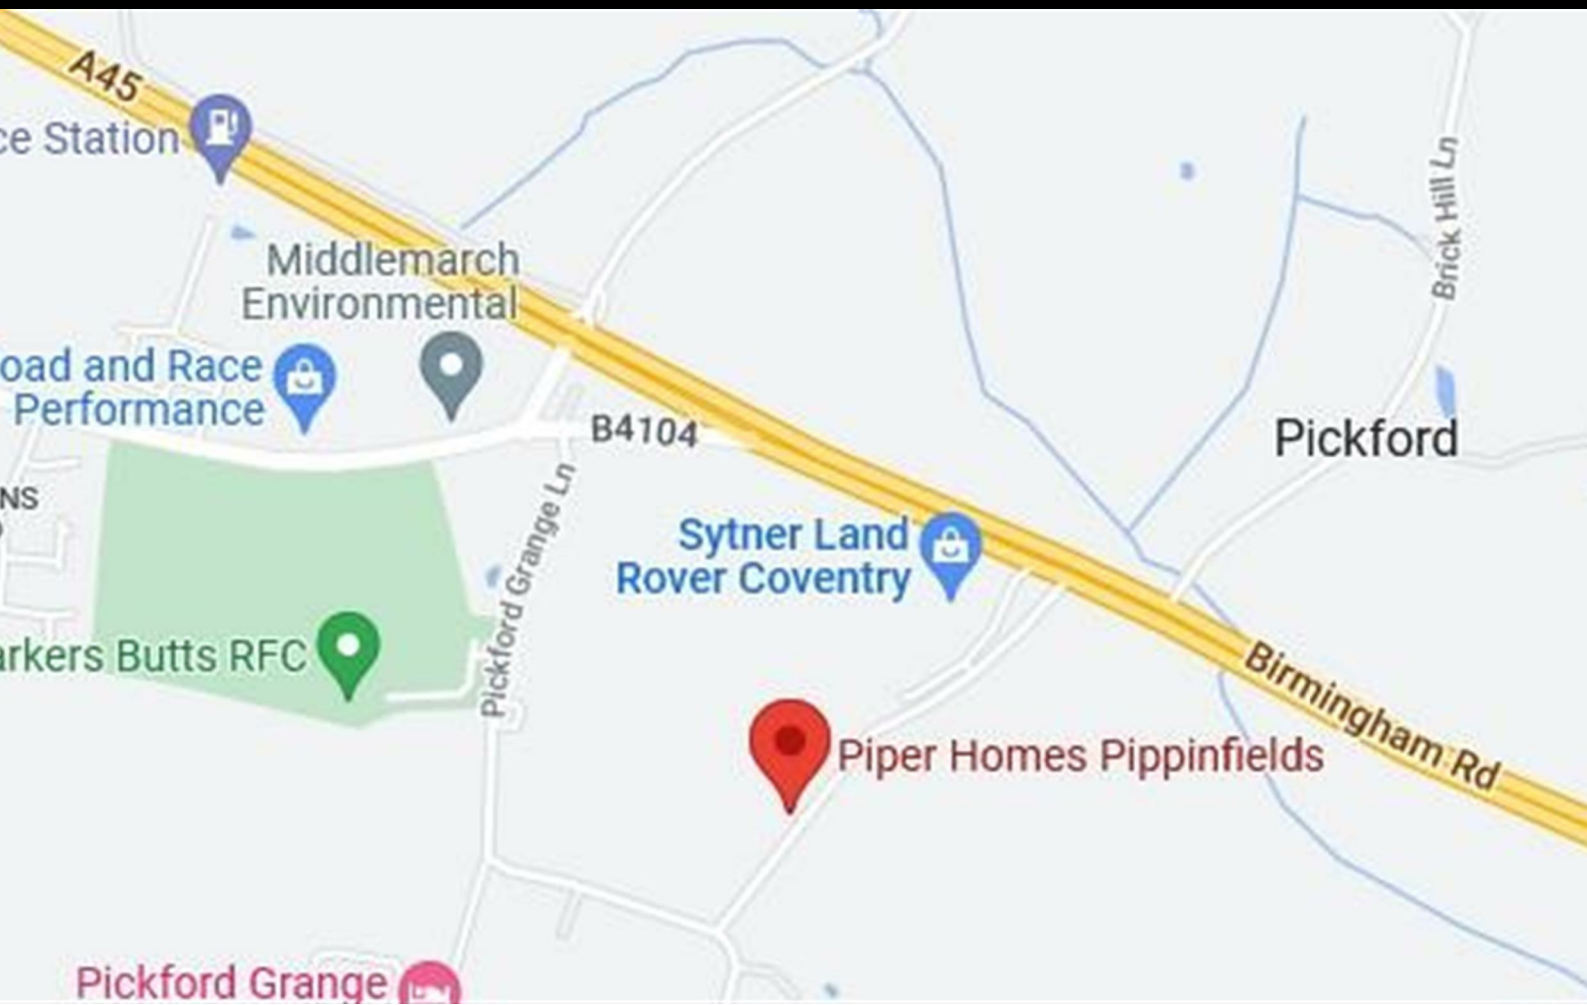 A45
ce Station
Middlemarch
Environmental
oad and Race
Performance
B4104
Brick Hill Ln
Pickford
NS
Pickford Grange Ln
Sytner Land
Rover Coventry
arkers Butts RFC
Birmingham Rd
Piper Homes Pippinfields
Pickford Grange